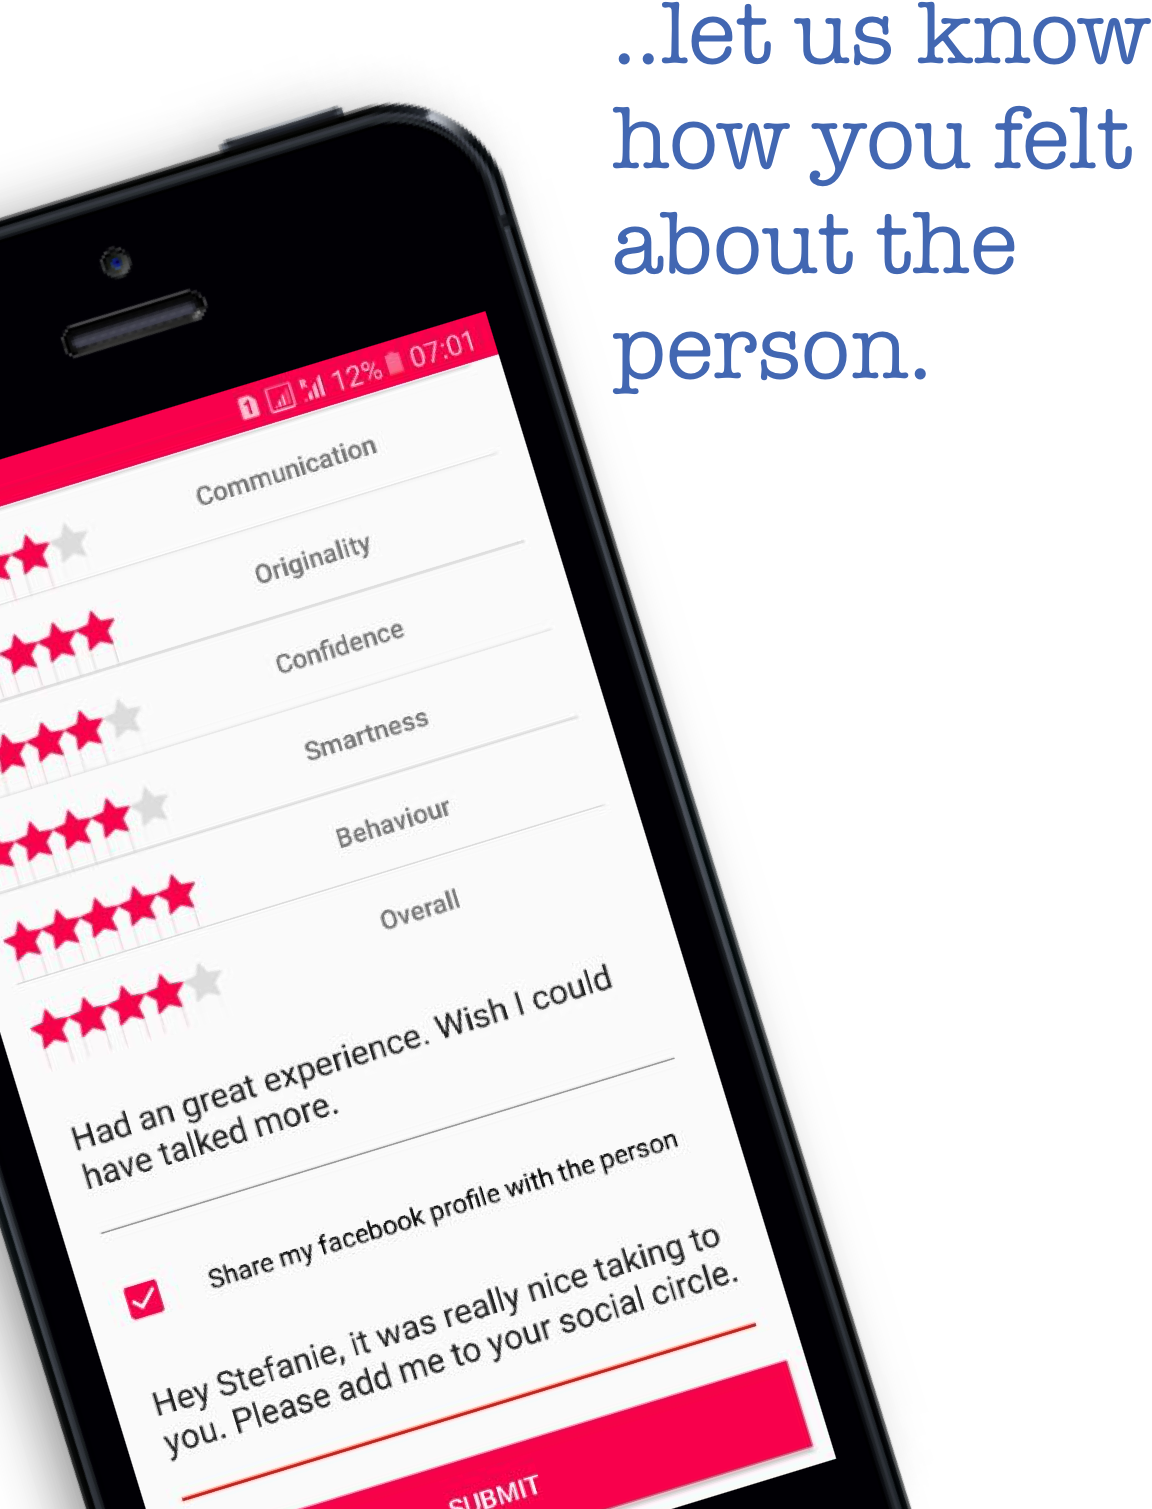 ..let us know
how you felt
about the
person.
12% 07:01
Communication
Originality
Confidence
Smartness
Behaviour
Overall
Had an great experience. Wish I could
have talked more.
Share my facebook profile with the person
Hey Stefanie, it was really nice taking to
you. Please add me to your social circle.
SUBMIT